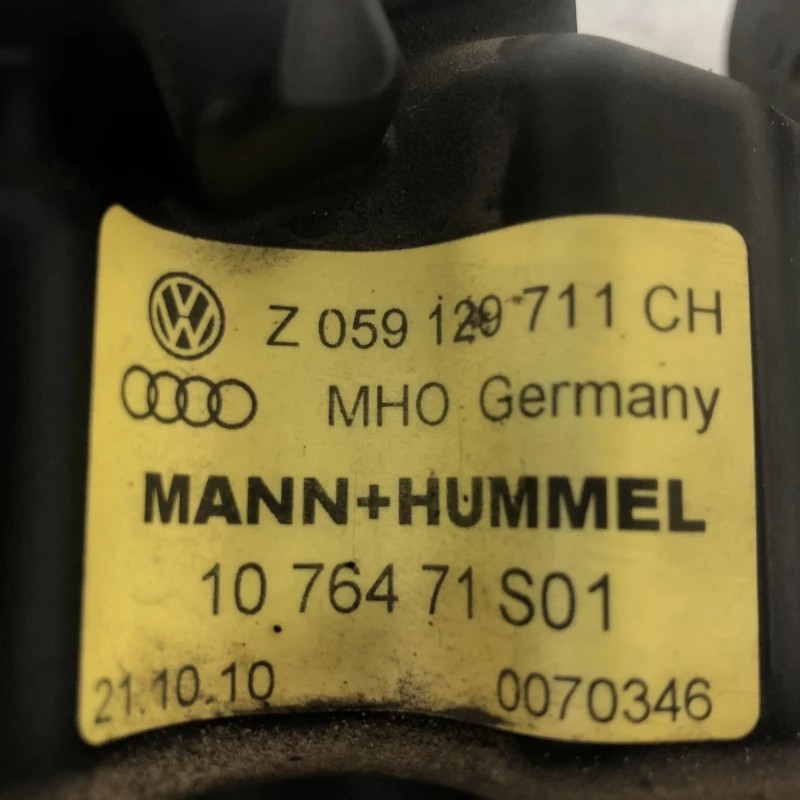 Z 059 129 711 CH
MHO Germany
MANN+HUMMEL
10 764 71 S01
21.10.10 0070346